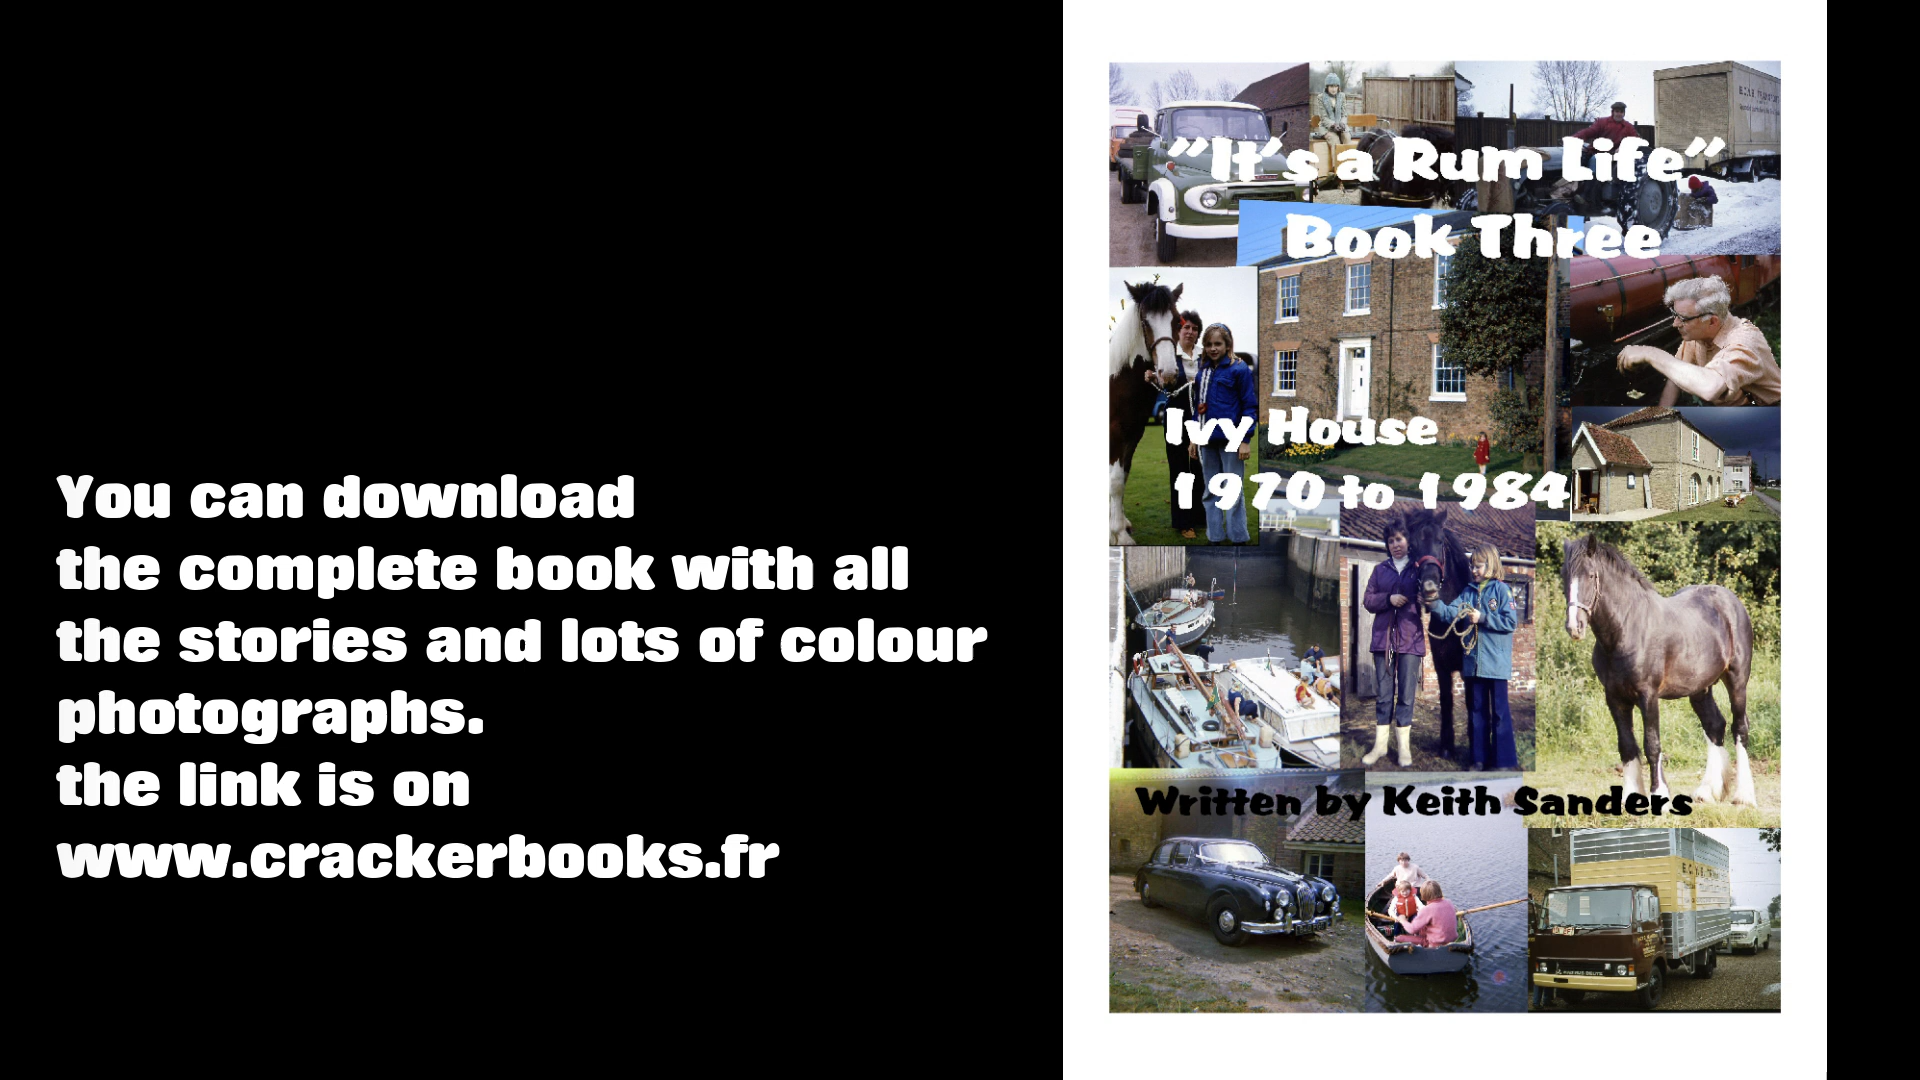 You can download
the complete book with all
the stories and lots of colour
photographs.
the link is on
www.crackerbooks.fr
"It's a Rum Life"
Book Three
Ivy House
1970 to 1984
Written by Keith Sanders